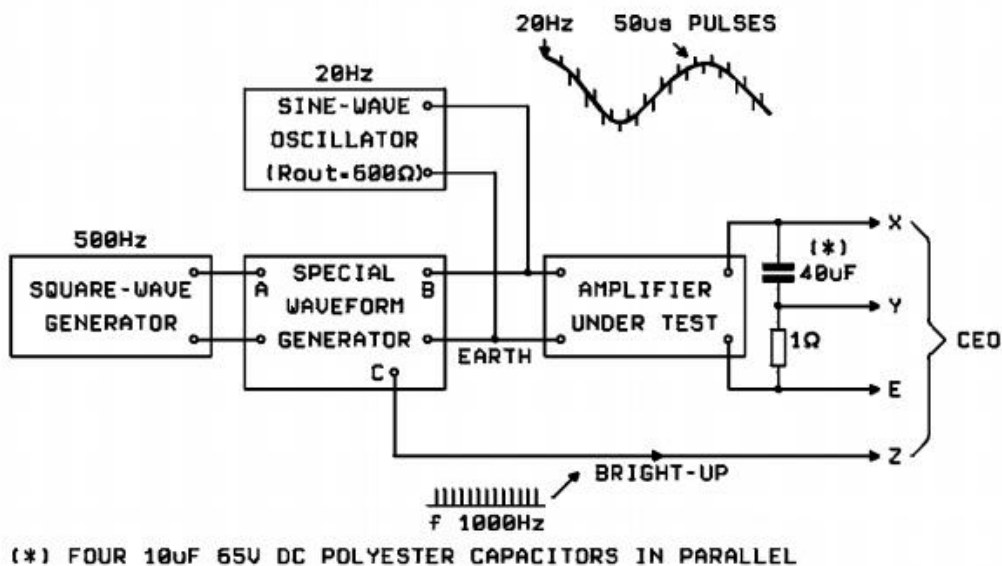 20Hz 50us PULSES
20Hz
SINE-WAVE
OSCILLATOR
(Rout=600Ω)
500Hz
SQUARE-WAVE
GENERATOR
A
SPECIAL
WAVEFORM
GENERATOR
B
C
EARTH
AMPLIFIER
UNDER TEST
(*)
40uF
1Ω
X
Y
E
Z
CEO
BRIGHT-UP
f 1000Hz
(*) FOUR 10uF 65V DC POLYESTER CAPACITORS IN PARALLEL